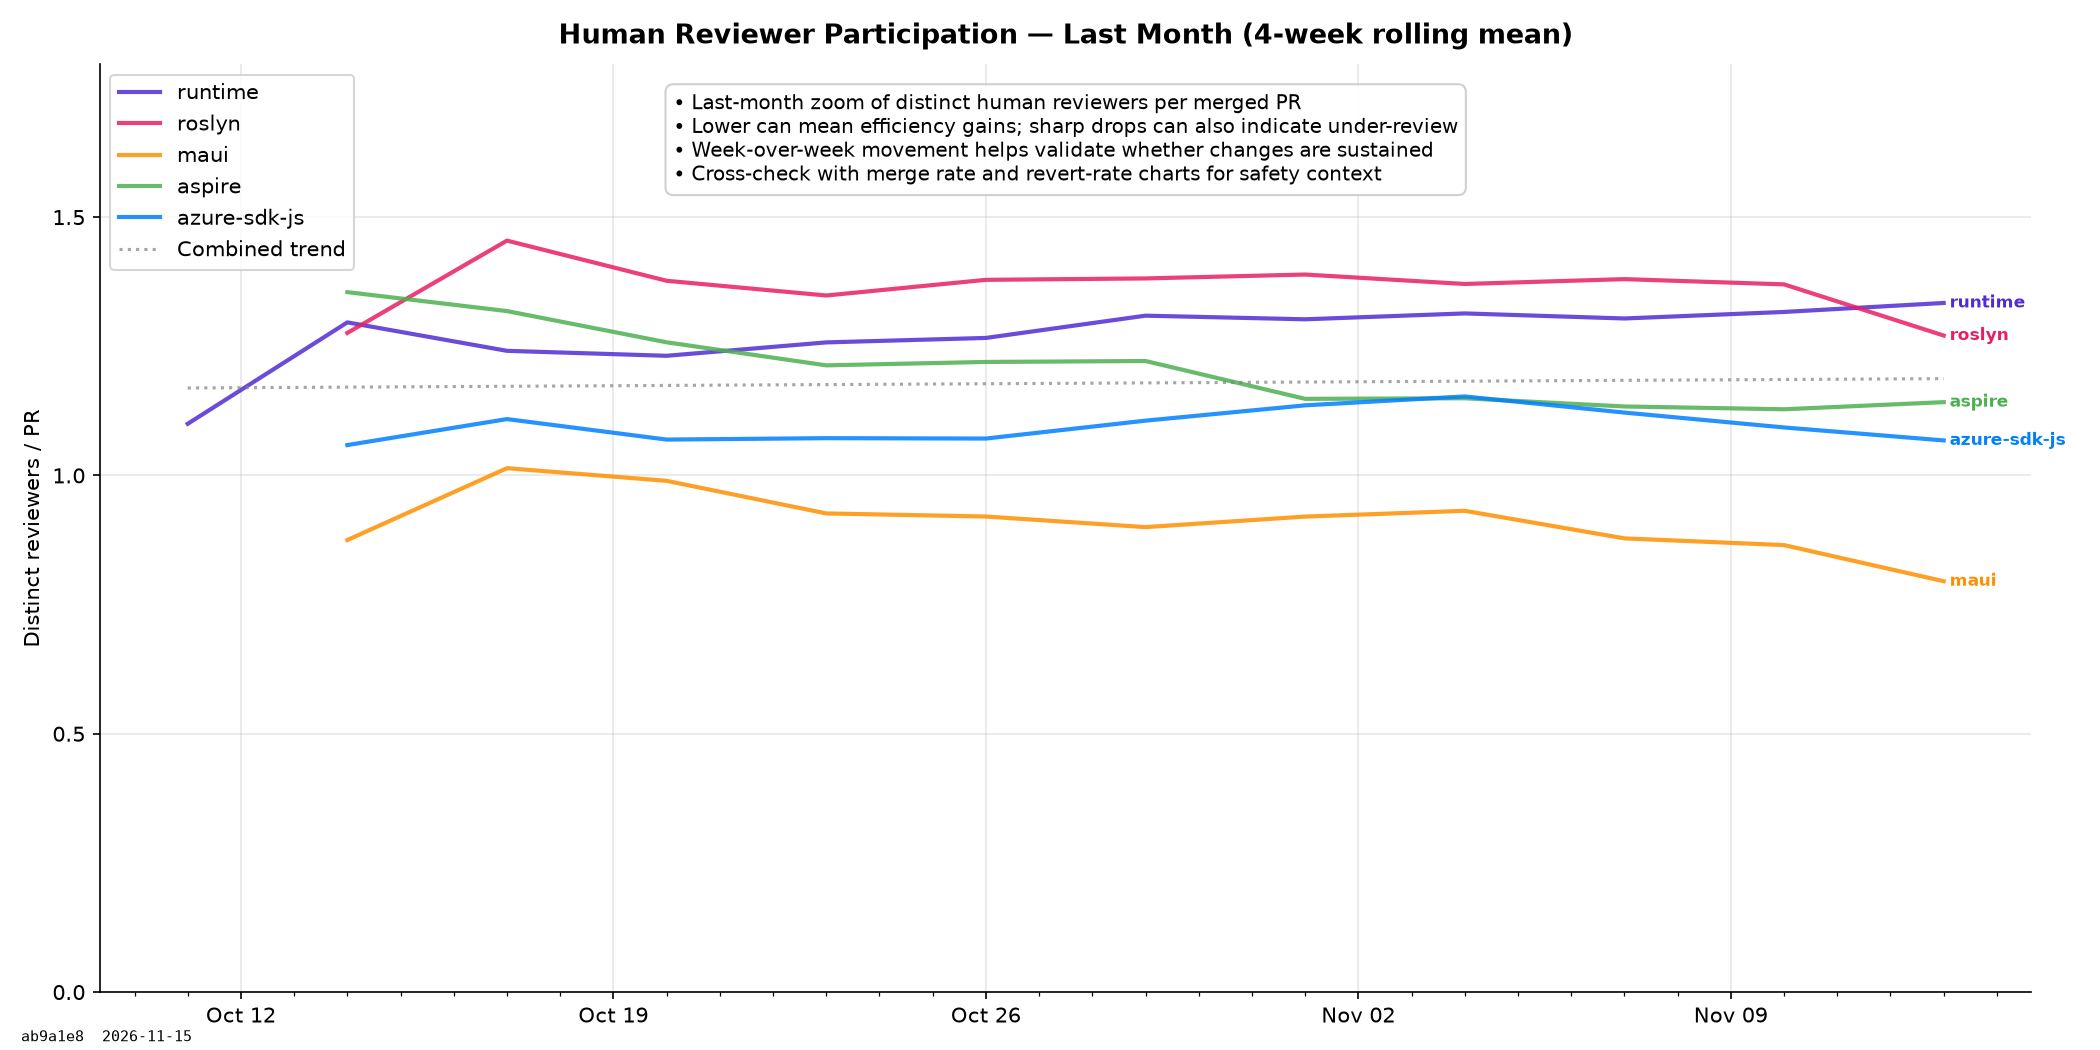 Human Reviewer Participation — Last Month (4-week rolling mean)
runtime
roslyn
maui
aspire
azure-sdk-js
Combined trend
• Last-month zoom of distinct human reviewers per merged PR
• Lower can mean efficiency gains; sharp drops can also indicate under-review
• Week-over-week movement helps validate whether changes are sustained
• Cross-check with merge rate and revert-rate charts for safety context
Distinct reviewers / PR
1.5
1.0
0.5
0.0
runtime
roslyn
aspire
azure-sdk-js
maui
Oct 12
Oct 19
Oct 26
Nov 02
Nov 09
ab9a1e8  2026-11-15